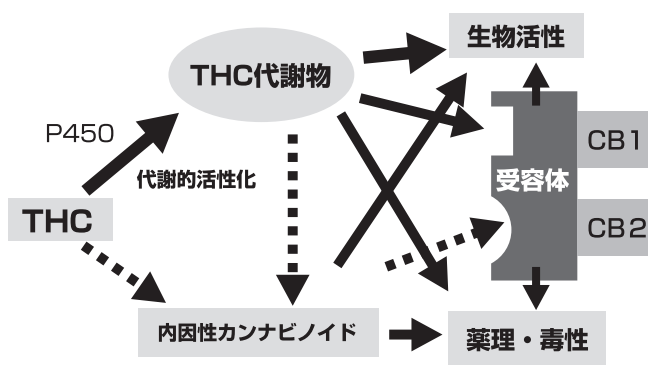 生物活性
THC代謝物
P450
CB1
代謝的活性化
受容体
THC
CB2
内因性カンナビノイド
薬理・毒性